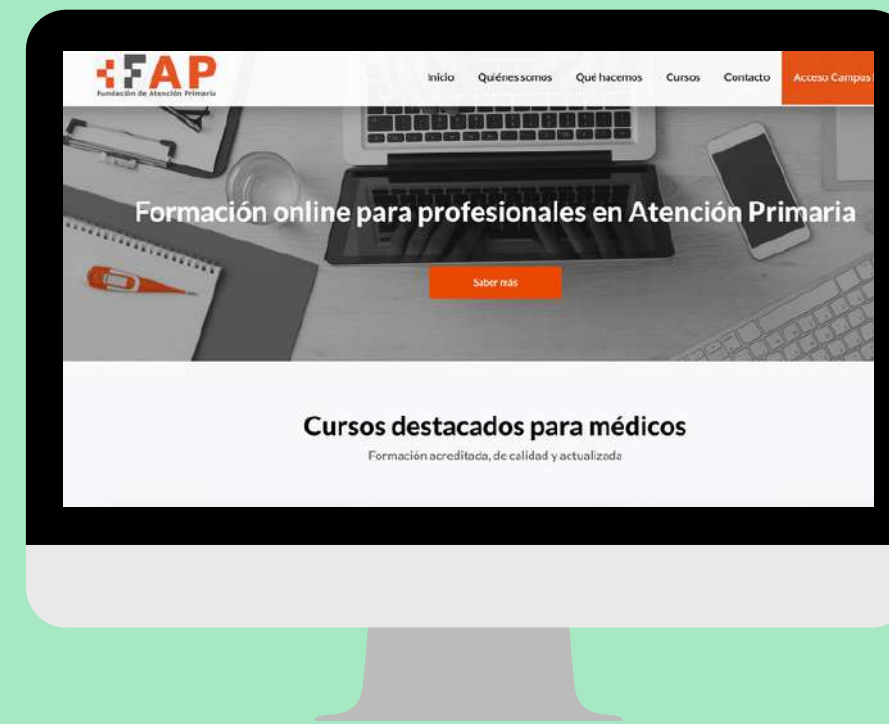 FAP
Fundación de Atención Primaria
Inicio Quiénes somos Qué hacemos Cursos Contacto Acceso Campus
Formación online para profesionales en Atención Primaria
Saber más
Cursos destacados para médicos
Formación acreditada, de calidad y actualizada